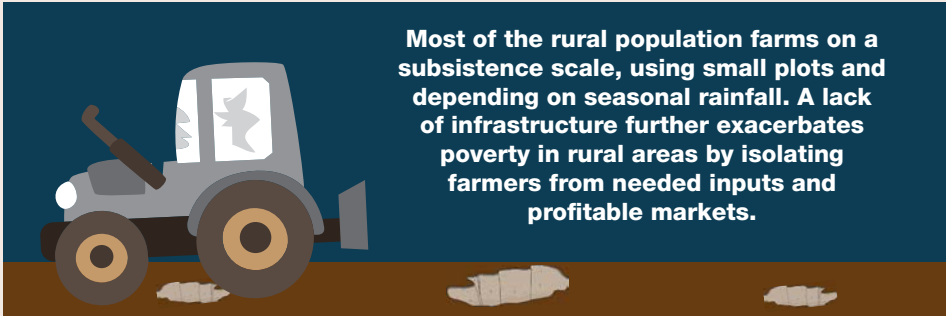 Most of the rural population farms on a
subsistence scale, using small plots and
depending on seasonal rainfall. A lack
of infrastructure further exacerbates
poverty in rural areas by isolating
farmers from needed inputs and
profitable markets.